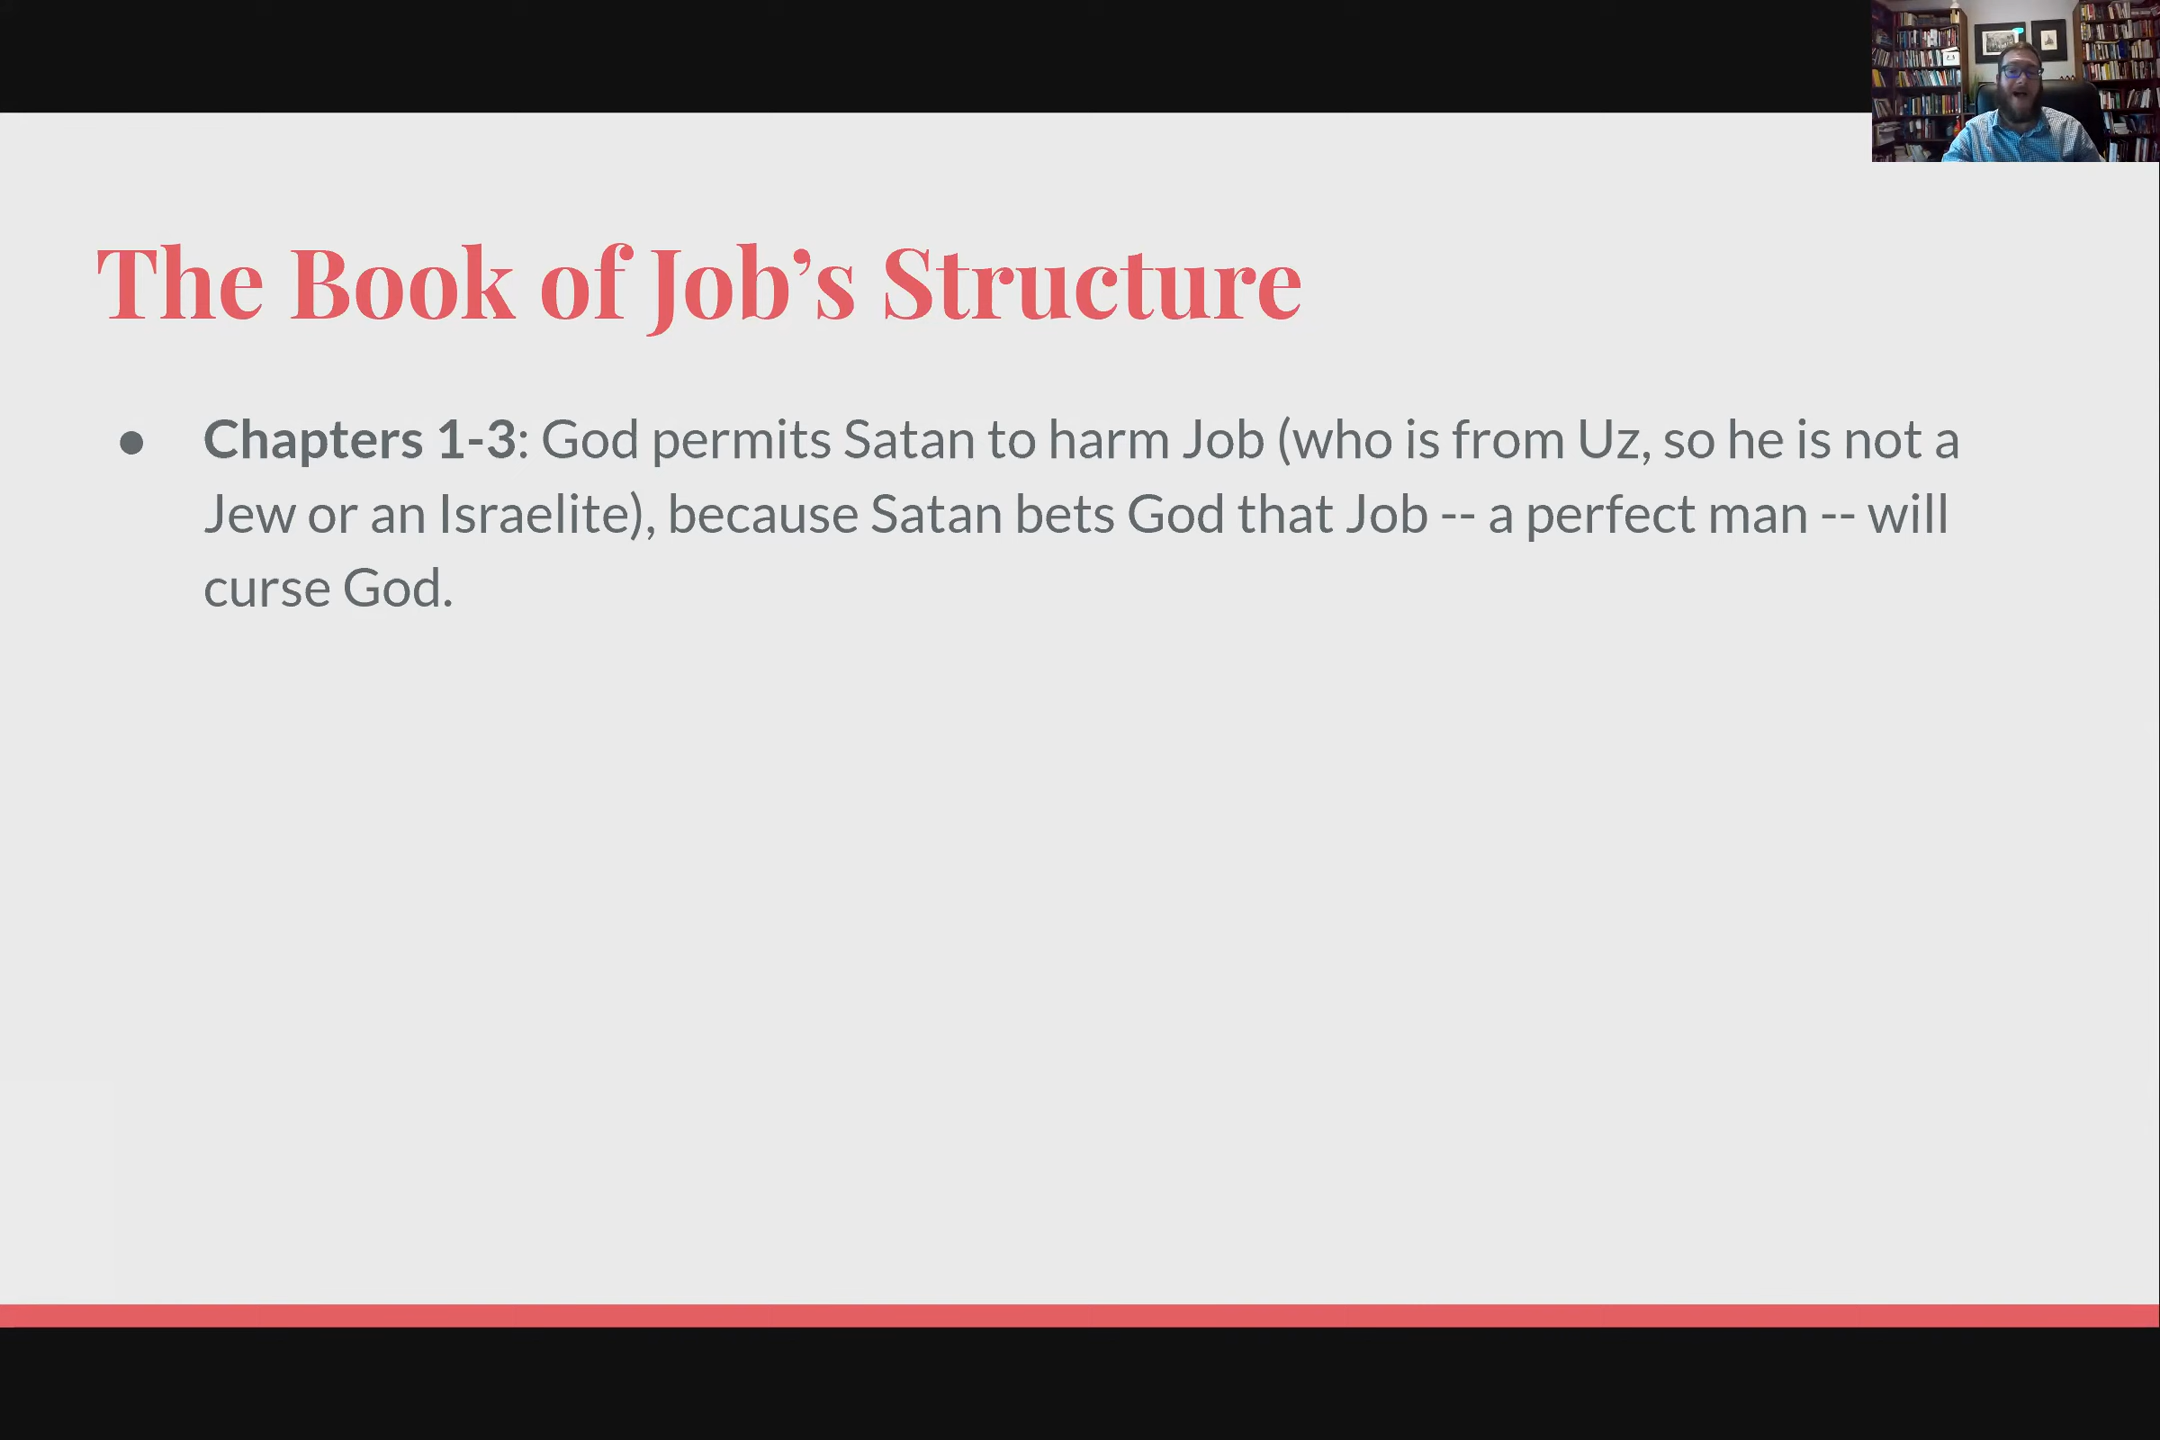 The Book of Job’s Structure
● Chapters 1-3: God permits Satan to harm Job (who is from Uz, so he is not a
Jew or an Israelite), because Satan bets God that Job -- a perfect man -- will
curse God.